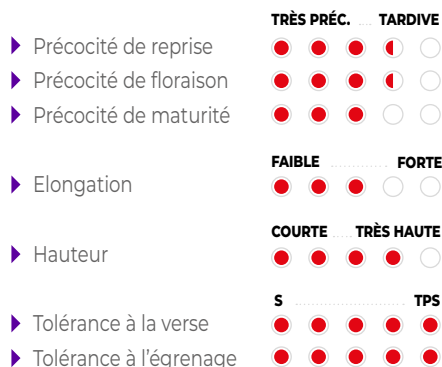 TRÈS PRÉC. TARDIVE
Précocité de reprise
Précocité de floraison
Précocité de maturité
FAIBLE FORTE
Elongation
COURTE TRÈS HAUTE
Hauteur
S TPS
Tolérance à la verse
Tolérance à l'égrenage